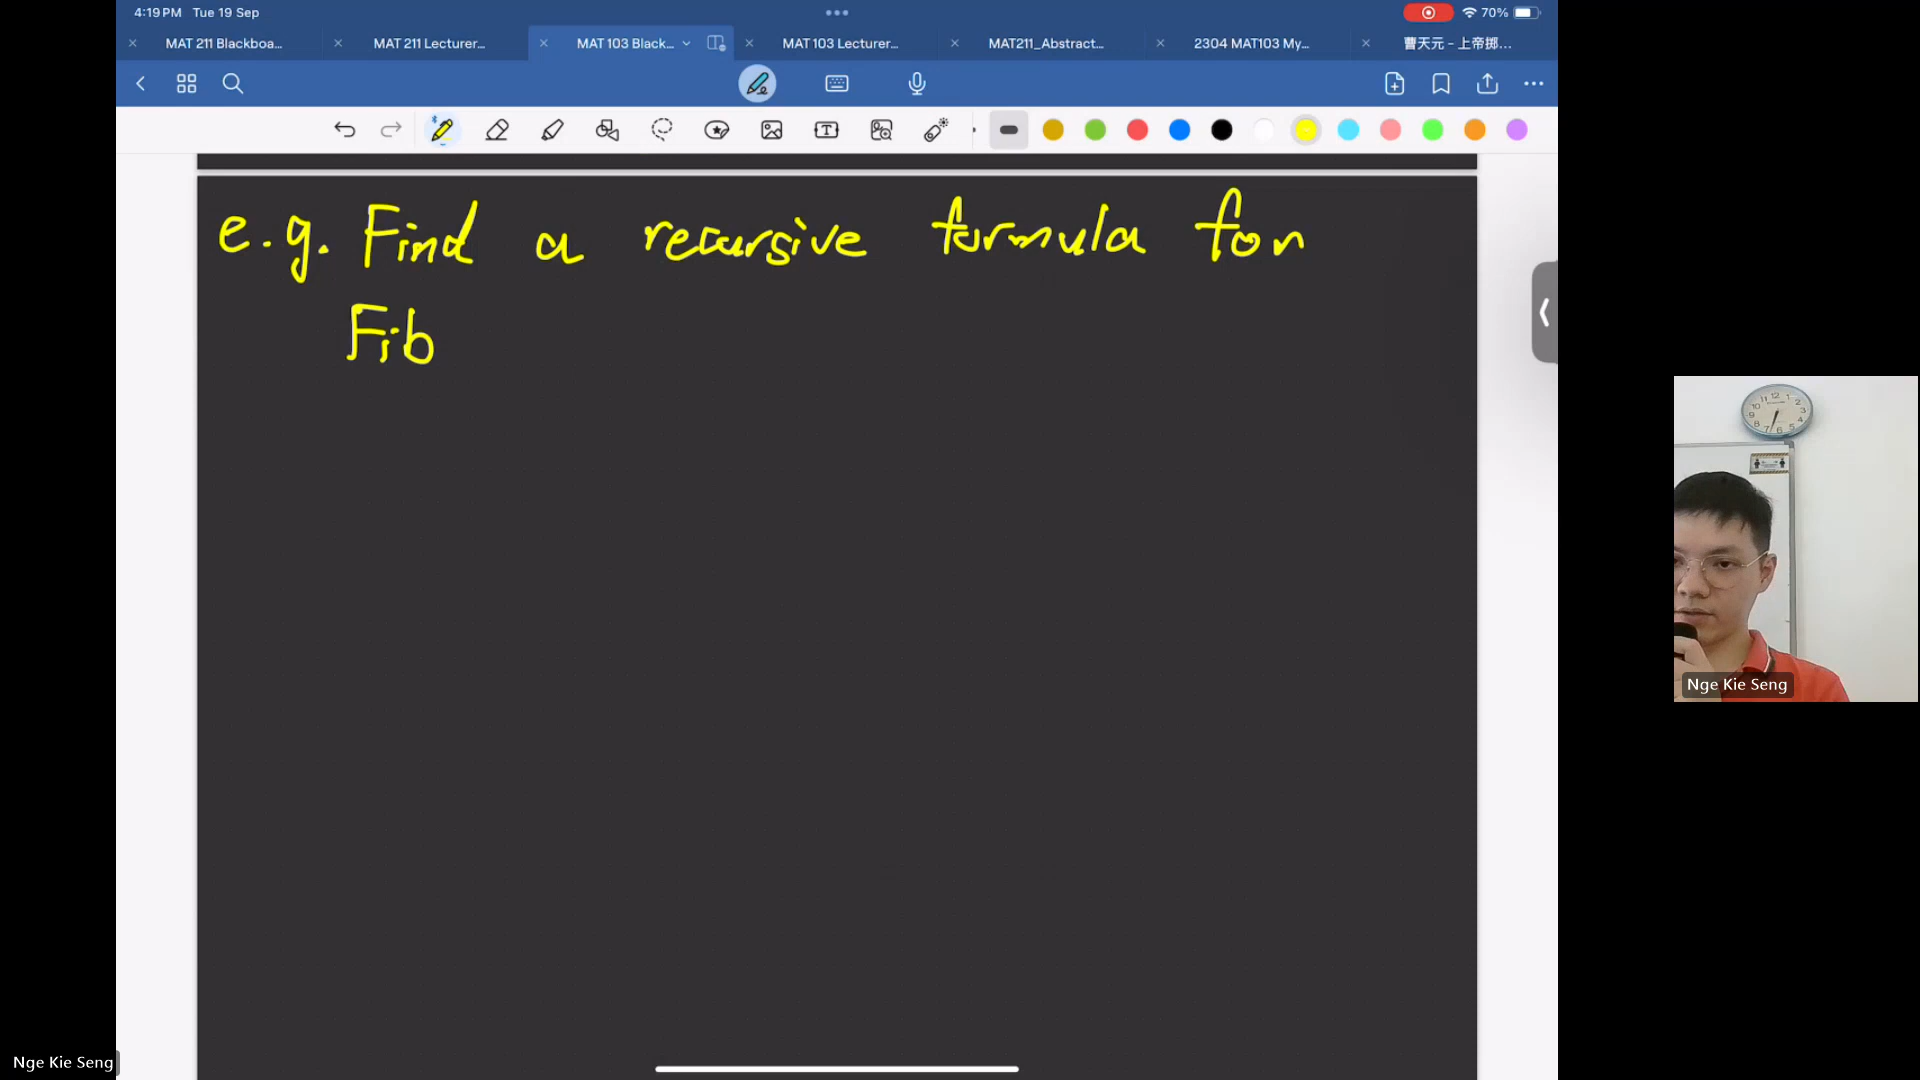 4:19 PM Tue 19 Sep
70%
MAT 211 Blackboa...
MAT 211 Lecturer...
MAT 103 Black...
MAT 103 Lecturer...
MAT211_Abstract...
2304 MAT103 My...
曹天元 - 上帝掷...
e.g. Find a recursive formula for
Fib
Nge Kie Seng
Nge Kie Seng